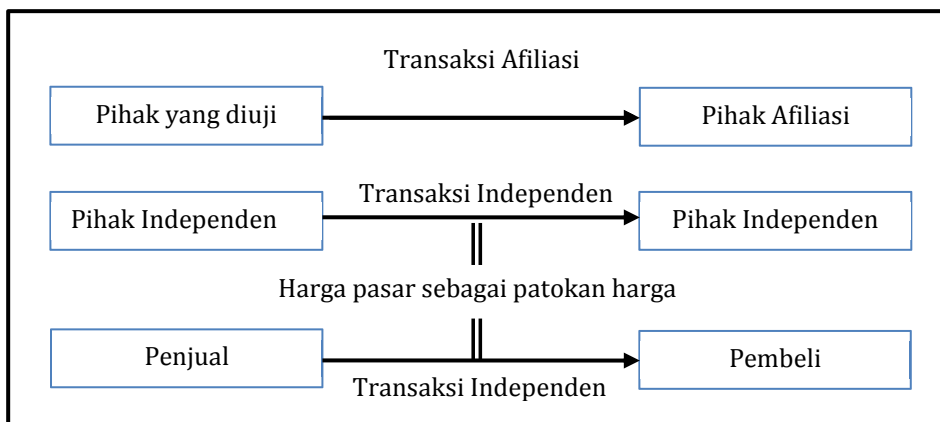 Transaksi Afiliasi
Pihak yang diuji
Pihak Afiliasi
Transaksi Independen
Pihak Independen
Pihak Independen
Harga pasar sebagai patokan harga
Penjual
Pembeli
Transaksi Independen